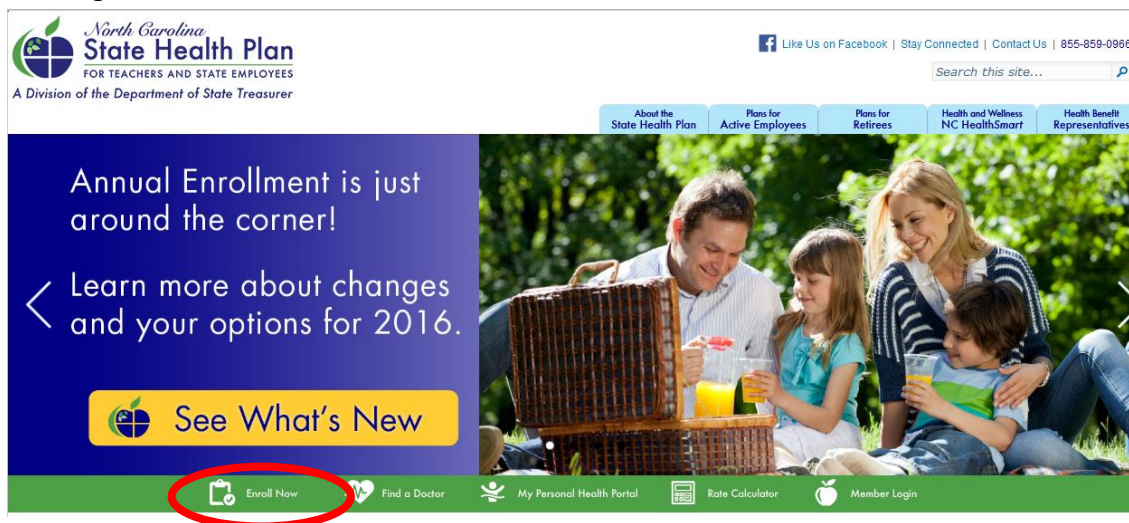 North Carolina
State Health Plan
FOR TEACHERS AND STATE EMPLOYEES
A Division of the Department of State Treasurer
Like Us on Facebook | Stay Connected | Contact Us | 855-859-0966
Search this site...
About the State Health Plan
Plans for Active Employees
Plans for Retirees
Health and Wellness NC HealthSmart
Health Benefit Representatives
Annual Enrollment is just
around the corner!
Learn more about changes
and your options for 2016.
See What's New
Enroll Now Find a Doctor My Personal Health Portal Rate Calculator Member Login